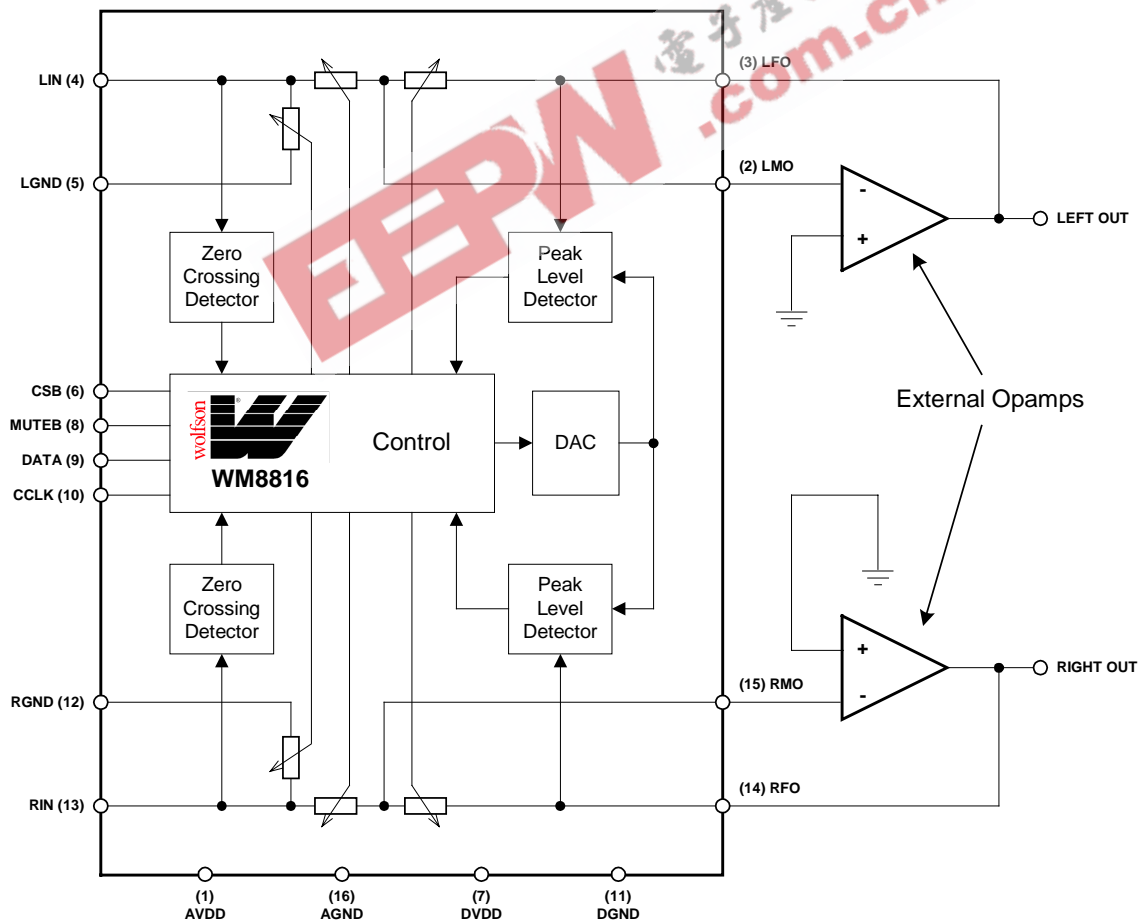 電子產
.com.cn
EEPW
LIN (4)
(3) LFO
LGND (5)
(2) LMO
-
+
LEFT OUT
Zero
Crossing
Detector
Peak
Level
Detector
CSB (6)
MUTEB (8)
DATA (9)
CCLK (10)
wolfson
®
WM8816
Control
DAC
External Opamps
Zero
Crossing
Detector
Peak
Level
Detector
+
-
RIGHT OUT
RGND (12)
(15) RMO
RIN (13)
(14) RFO
(1)
AVDD
(16)
AGND
(7)
DVDD
(11)
DGND